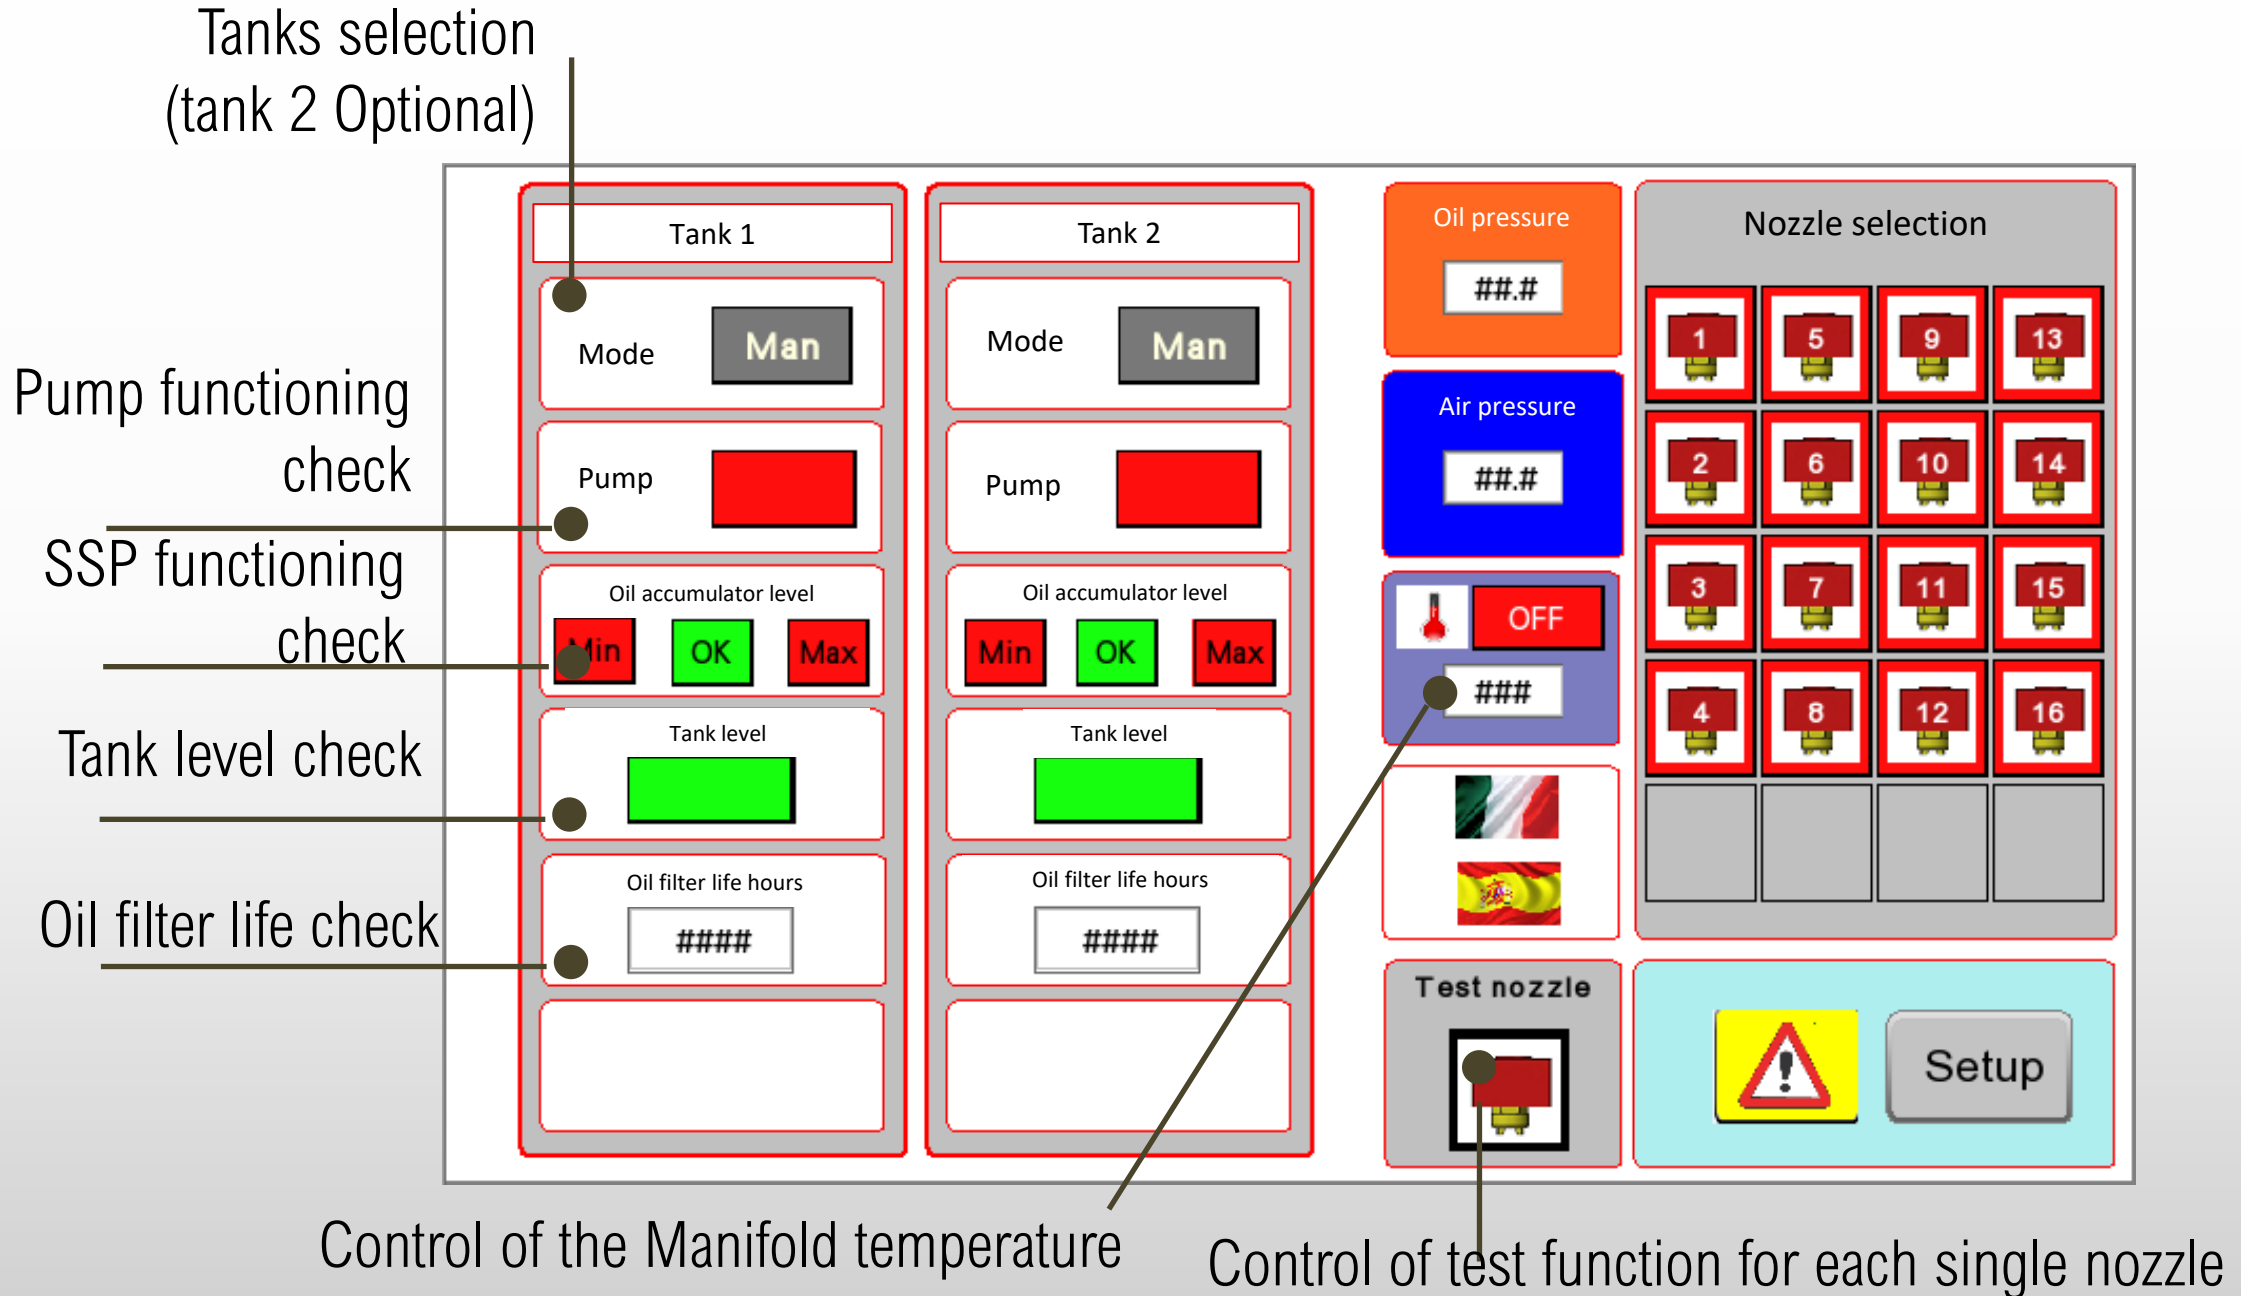 Tanks selection
(tank 2 Optional)
Pump functioning
check
SSP functioning
check
Tank level check
Oil filter life check
Tank 1
Mode
Man
Pump
Oil accumulator level
Min
OK
Max
Tank level
Oil filter life hours
####
Tank 2
Mode
Man
Pump
Oil accumulator level
Min
OK
Max
Tank level
Oil filter life hours
####
Oil pressure
##.#
Air pressure
##.#
OFF
###
Test nozzle
Nozzle selection
1 5 9 13
2 6 10 14
3 7 11 15
4 8 12 16
!
Setup
Control of the Manifold temperature
Control of test function for each single nozzle